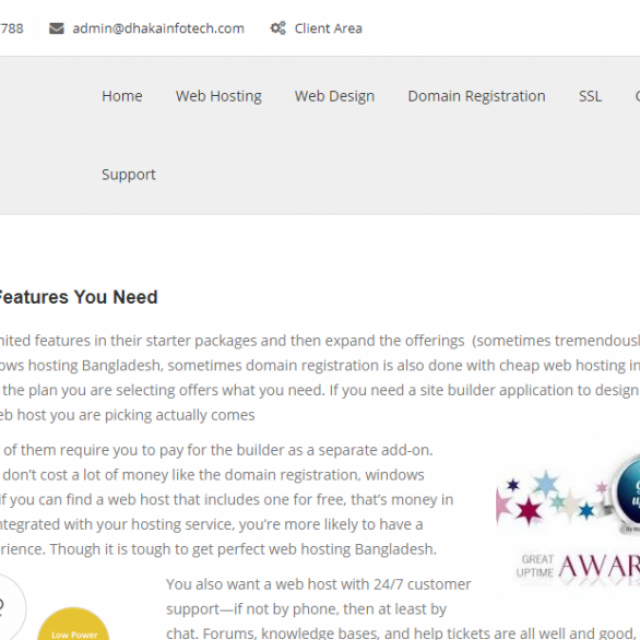 788 admin@dhakainfotech.com Client Area
Home Web Hosting Web Design Domain Registration SSL
Support
Features You Need
nited features in their starter packages and then expand the offerings (sometimes tremendousl
ows hosting Bangladesh, sometimes domain registration is also done with cheap web hosting in
the plan you are selecting offers what you need. If you need a site builder application to design
eb host you are picking actually comes
of them require you to pay for the builder as a separate add-on.
don’t cost a lot of money like the domain registration, windows
if you can find a web host that includes one for free, that’s money in
ntegrated with your hosting service, you’re more likely to have a
rience. Though it is tough to get perfect web hosting Bangladesh.
GREAT
UPTIME AWAR
You also want a web host with 24/7 customer
support—if not by phone, then at least by
chat. Forums, knowledge bases, and help tickets are all well and good,
Low Power